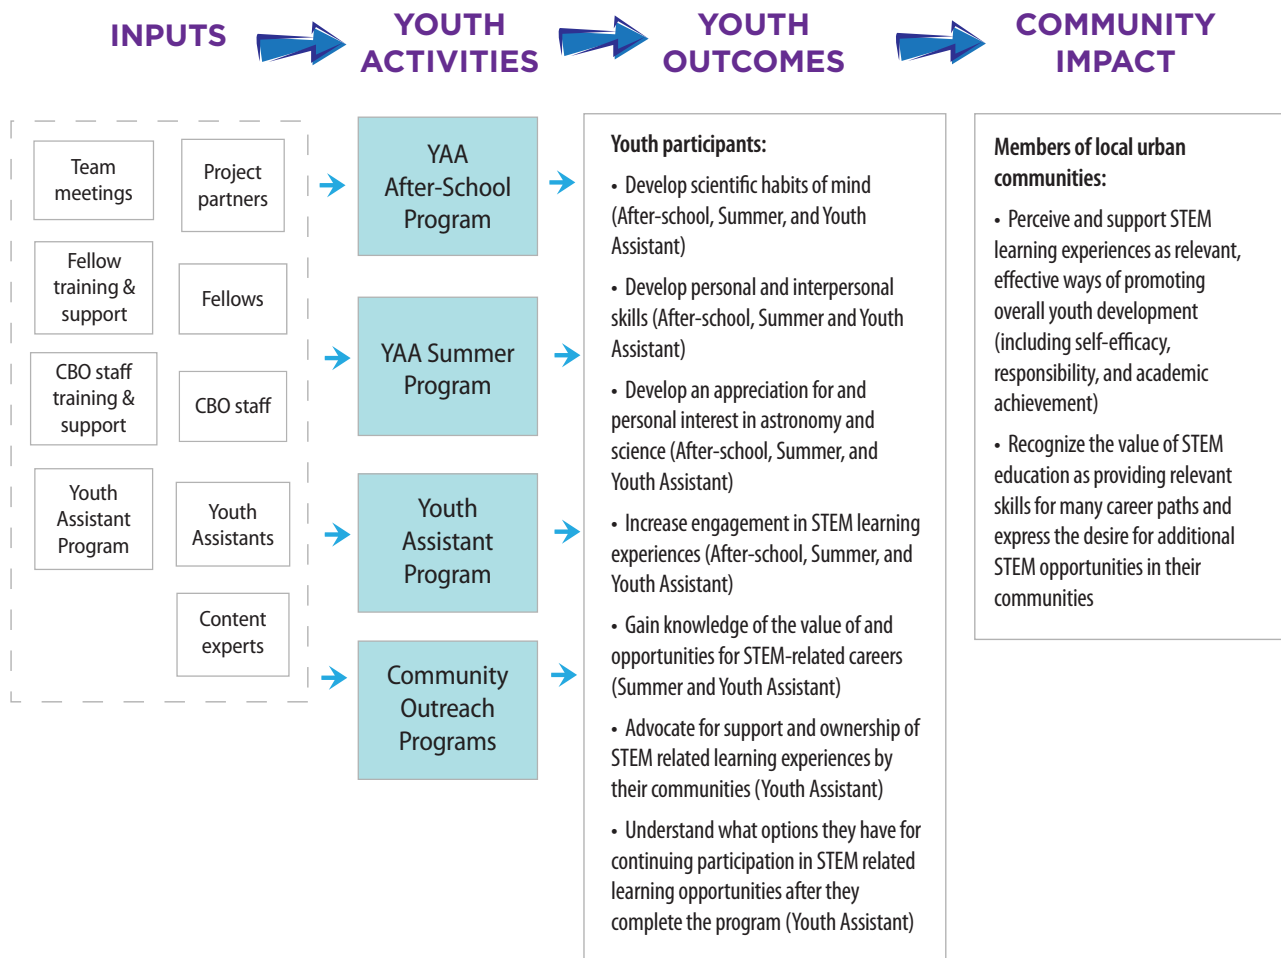 INPUTS
YOUTH
ACTIVITIES
YOUTH
OUTCOMES
COMMUNITY
IMPACT
Team
meetings
Project
partners
Fellow
training &
support
Fellows
CBO staff
training &
support
CBO staff
Youth
Assistant
Program
Youth
Assistants
Content
experts
YAA
After-School
Program
YAA Summer
Program
Youth
Assistant
Program
Community
Outreach
Programs
Youth participants:
• Develop scientific habits of mind
(After-school, Summer, and Youth
Assistant)
• Develop personal and interpersonal
skills (After-school, Summer and Youth
Assistant)
• Develop an appreciation for and
personal interest in astronomy and
science (After-school, Summer, and
Youth Assistant)
• Increase engagement in STEM learning
experiences (After-school, Summer, and
Youth Assistant)
• Gain knowledge of the value of and
opportunities for STEM-related careers
(Summer and Youth Assistant)
• Advocate for support and ownership of
STEM related learning experiences by
their communities (Youth Assistant)
• Understand what options they have for
continuing participation in STEM related
learning opportunities after they
complete the program (Youth Assistant)
Members of local urban
communities:
• Perceive and support STEM
learning experiences as relevant,
effective ways of promoting
overall youth development
(including self-efficacy,
responsibility, and academic
achievement)
• Recognize the value of STEM
education as providing relevant
skills for many career paths and
express the desire for additional
STEM opportunities in their
communities